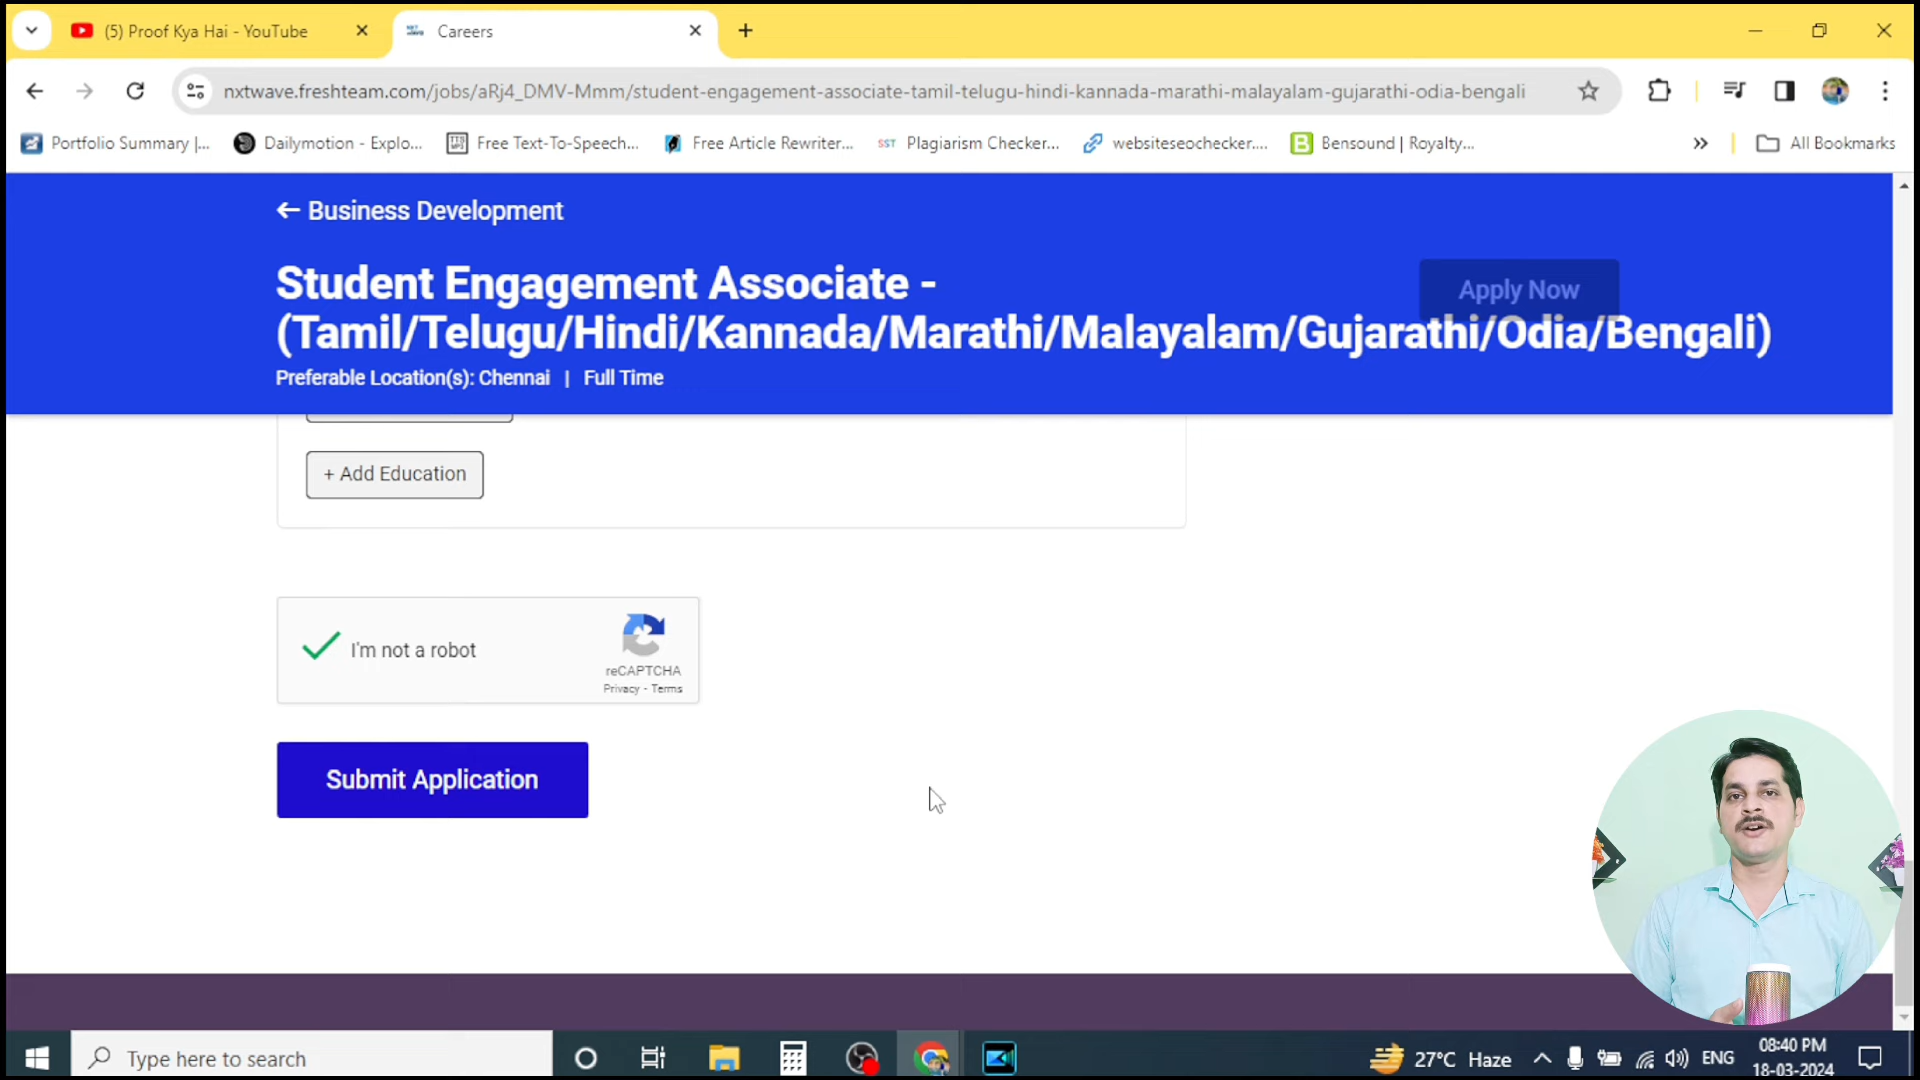 (5) Proof Kya Hai - YouTube
Careers
nxtwave.freshteam.com/jobs/aRj4_DMV-Mmm/student-engagement-associate-tamil-telugu-hindi-kannada-marathi-malayalam-gujarathi-odia-bengali
Portfolio Summary |...
Dailymotion - Explo...
Free Text-To-Speech...
Free Article Rewriter...
SST Plagiarism Checker...
websiteseochecker....
B Bensound | Royalty...
»
All Bookmarks
← Business Development
Student Engagement Associate -
(Tamil/Telugu/Hindi/Kannada/Marathi/Malayalam/Gujarathi/Odia/Bengali)
Apply Now
Preferable Location(s): Chennai | Full Time
+ Add Education
I'm not a robot
reCAPTCHA
Privacy - Terms
Submit Application
Type here to search
27°C Haze
ENG
08:40 PM
18-03-2024